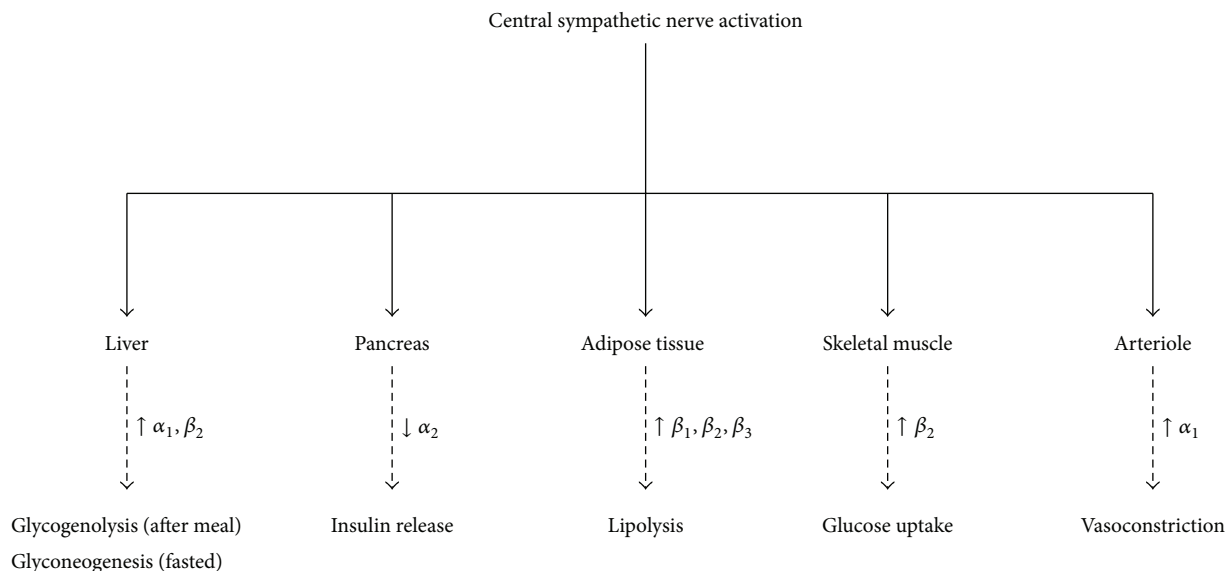 Central sympathetic nerve activation
Liver Pancreas Adipose tissue Skeletal muscle Arteriole
↑ α₁, β₂ ↓ α₂ ↑ β₁, β₂, β₃ ↑ β₂ ↑ α₁
Glycogenolysis (after meal) Insulin release Lipolysis Glucose uptake Vasoconstriction
Glyconeogenesis (fasted)